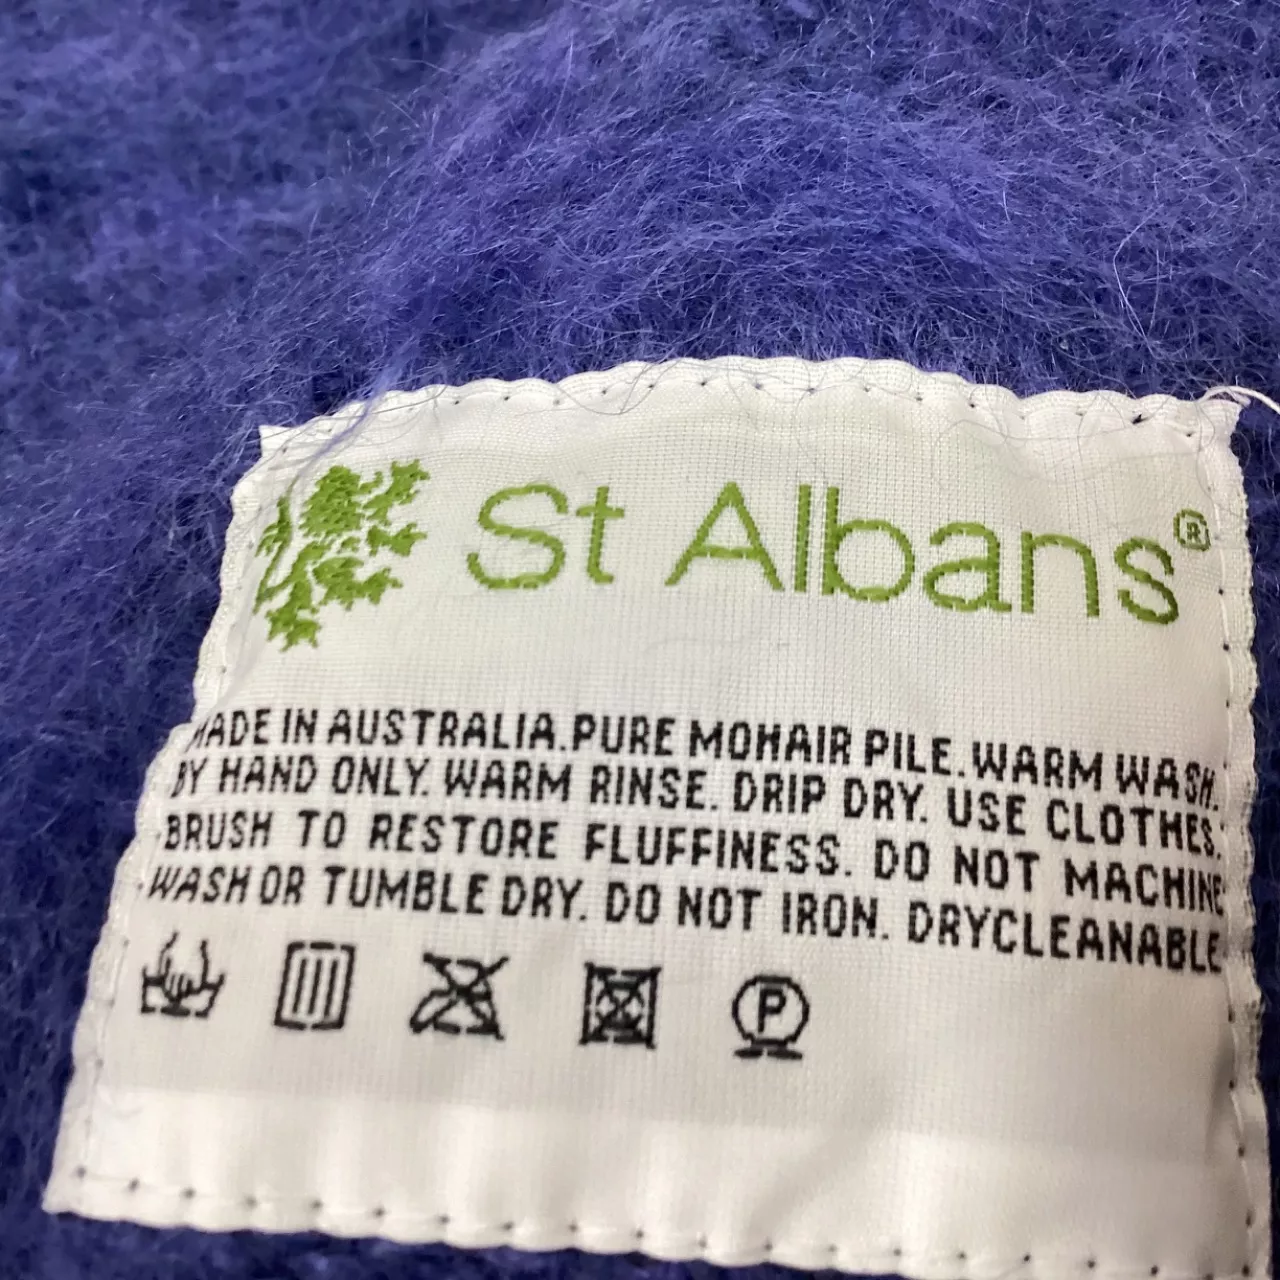 St Albans®
MADE IN AUSTRALIA.PURE MOHAIR PILE.WARM WASH.
BY HAND ONLY. WARM RINSE. DRIP DRY. USE CLOTHES.
BRUSH TO RESTORE FLUFFINESS. DO NOT MACHINE
WASH OR TUMBLE DRY. DO NOT IRON. DRYCLEANABLE
P